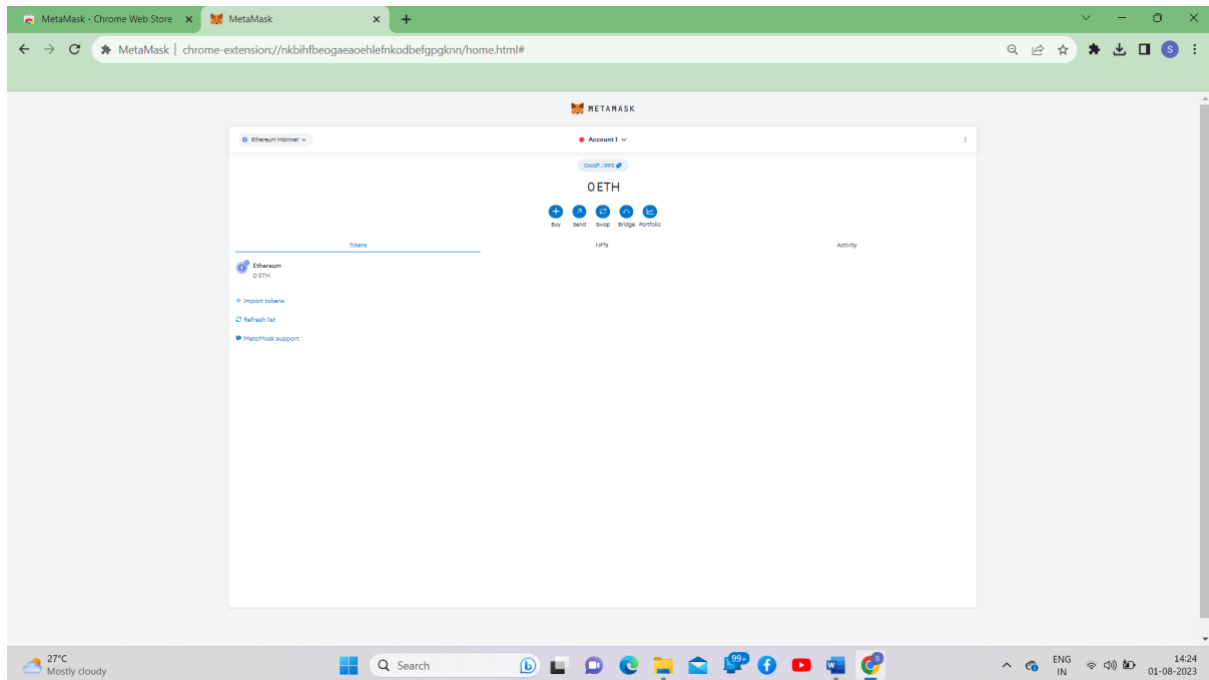 MetaMask - Chrome Web Store
MetaMask
MetaMask | chrome-extension://nkbihfbeogaeaoehlefnkodbefgpgknn/home.html#
S
METAMASK
Ethereum Mainnet
Account 1
0 ETH
Buy Send Swap Bridge Portfolio
Tokens NFTs Activity
Ethereum
0 ETH
Import tokens
Refresh list
MetaMask support
27°C
Mostly cloudy
Search
99+
ENG
IN
14:24
01-08-2023